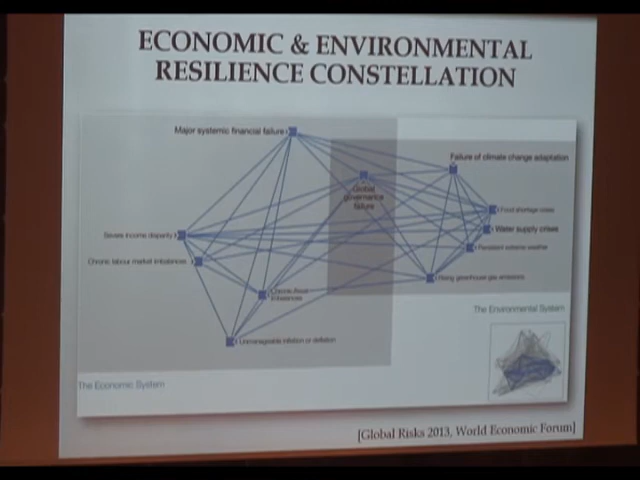 ECONOMIC & ENVIRONMENTAL
RESILIENCE CONSTELLATION
Major systemic financial failure
Failure of climate change adaptation
Global
governance
failure
Food shortage crises
Water supply crises
Severe income disparity
Persistent extreme weather
Chronic labour market imbalances
Rising greenhouse gas emissions
Chronic fiscal
imbalances
The Environmental System
Unmanageable inflation or deflation
The Economic System
[Global Risks 2013, World Economic Forum]